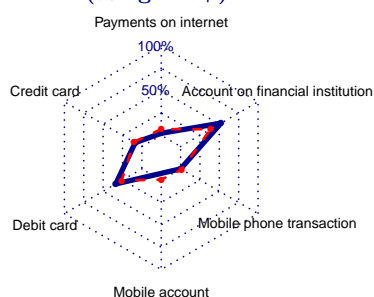 Payments on internet
100%
Credit card
50%
Account on financial institution
Debit card
Mobile phone transaction
Mobile account